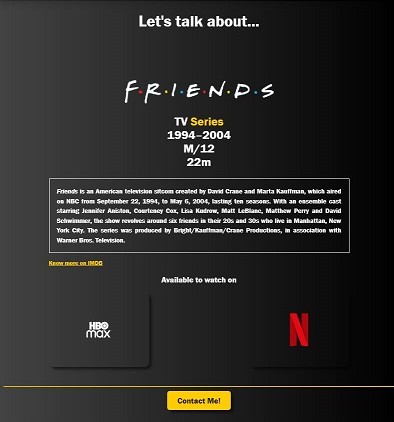 Let's talk about...
F·R·I·E·N·D·S
TV Series
1994–2004
M/12
22m
Friends is an American television sitcom created by David Crane and Marta Kauffman, which aired
on NBC from September 22, 1994, to May 6, 2004, lasting ten seasons. With an ensemble cast
starring Jennifer Aniston, Courteney Cox, Lisa Kudrow, Matt LeBlanc, Matthew Perry and David
Schwimmer, the show revolves around six friends in their 20s and 30s who live in Manhattan, New
York City. The series was produced by Bright/Kauffman/Crane Productions, in association with
Warner Bros. Television.
Know more on IMDB
Available to watch on
HBO
max
N
Contact Me!